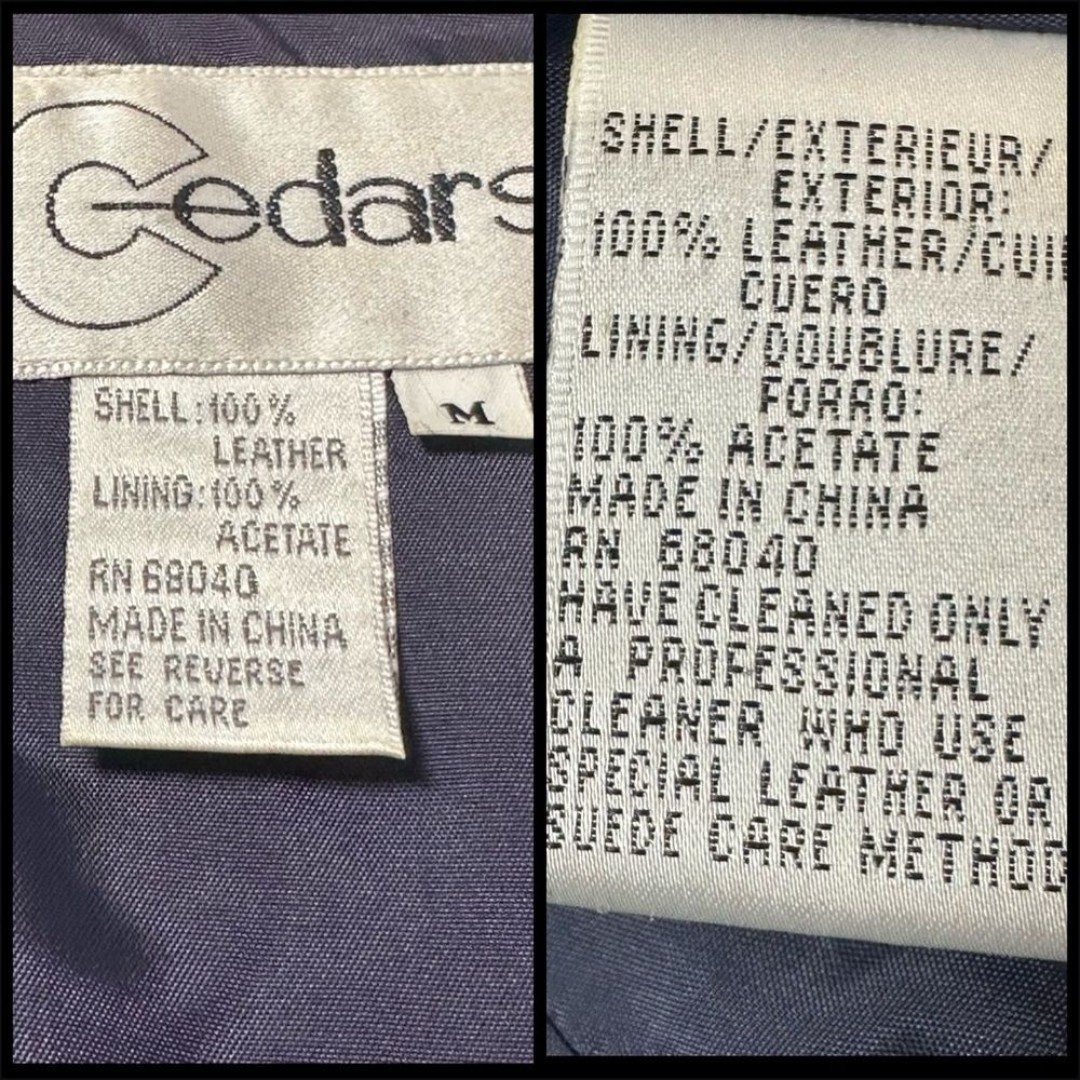 Cedars
SHELL:100%
LEATHER
LINING:100%
ACETATE
RN 68040
MADE IN CHINA
SEE REVERSE
FOR CARE
M
SHELL/EXTERIEUR/
EXTERIOR:
100% LEATHER/CUI
CUERO
LINING/DOUBLURE/
FORRO:
100% ACETATE
MADE IN CHINA
RN 68040
HAVE CLEANED ONLY
A PROFESSIONAL
CLEANER WHO USE
SPECIAL LEATHER OR
SUEDE CARE METHOD